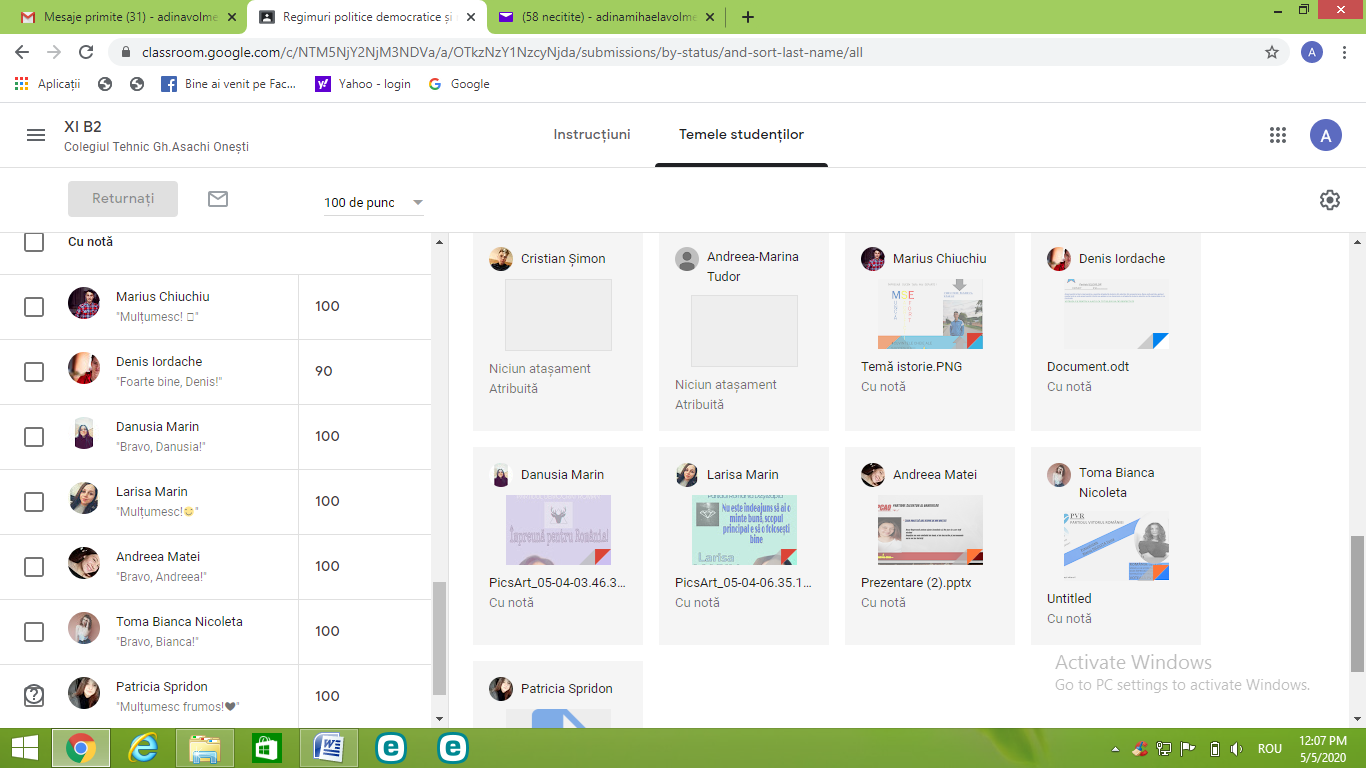 Mesaje primite (31) - adinavolme
Regimuri politice democratice și
(58 necitite) - adinamihaelavolme
classroom.google.com/c/NTM5NjY2NjM3NDVa/a/OTkzNzY1NzcyNjda/submissions/by-status/and-sort-last-name/all
A
Aplicații
Bine ai venit pe Fac...
Yahoo - login
Google
XI B2
Colegiul Tehnic Gh.Asachi Onești
Instrucțiuni
Temele studenților
A
Returnați
100 de punc
Cu notă
Marius Chiuchiu
"Mulțumesc! "
100
Denis Iordache
"Foarte bine, Denis!"
90
Danusia Marin
"Bravo, Danusia!"
100
Larisa Marin
"Mulțumesc!😊"
100
Andreea Matei
"Bravo, Andreea!"
100
Toma Bianca Nicoleta
"Bravo, Bianca!"
100
Patricia Spridon
"Mulțumesc frumos!🖤"
100
Cristian Șimon
Niciun atașament
Atribuită
Andreea-Marina
Tudor
Niciun atașament
Atribuită
Marius Chiuchiu
Temă istorie.PNG
Cu notă
Denis Iordache
Document.odt
Cu notă
Danusia Marin
Împreună pentru România!
PicsArt_05-04-03.46.3...
Cu notă
Larisa Marin
Nu este îndeajuns să ai o
minte bună, scopul
principal e să o folosești
bine
Larisa
PicsArt_05-04-06.35.1...
Cu notă
Andreea Matei
Prezentare (2).pptx
Cu notă
Toma Bianca
Nicoleta
PVR
Untitled
Cu notă
Patricia Spridon
Activate Windows
Go to PC settings to activate Windows.
ROU
12:07 PM
5/5/2020